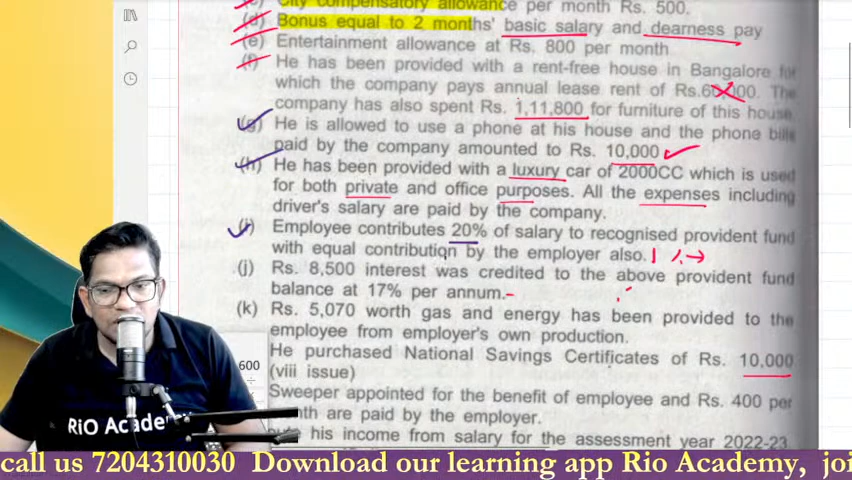 City compensatory allowance per month Rs. 500.
(d) Bonus equal to 2 months' basic salary and dearness pay
(e) Entertainment allowance at Rs. 800 per month
(f) He has been provided with a rent-free house in Bangalore for
which the company pays annual lease rent of The
company has also spent Rs. 1,11,800 for furniture of this house.
(g) He is allowed to use a phone at his house and the phone bills
paid by the company amounted to Rs. 10,000
(h) He has been provided with a luxury car of 2000CC which is used
for both private and office purposes. All the expenses including
driver's salary are paid by the company.
(i) Employee contributes 20% of salary to recognised provident fund
with equal contribution by the employer also.
(j) Rs. 8,500 interest was credited to the above provident fund
balance at 17% per annum.
(k) Rs. 5,070 worth gas and energy has been provided to the
employee from employer's own production.
He purchased National Savings Certificates of Rs. 10,000
(viii issue)
Sweeper appointed for the benefit of employee and Rs. 400 per
are paid by the employer.
his income from salary for the assessment year 2022-23.
600
RiO Academy
call us 7204310030 Download our learning app Rio Academy, joi